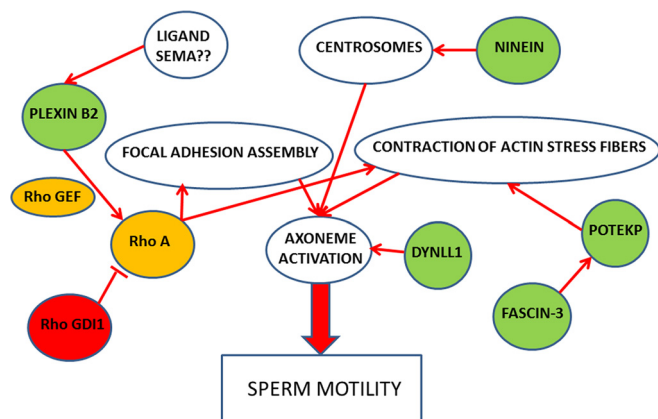 LIGAND
SEMA??
CENTROSOMES
NINEIN
PLEXIN B2
FOCAL ADHESION ASSEMBLY
CONTRACTION OF ACTIN STRESS FIBERS
Rho GEF
Rho A
AXONEME
ACTIVATION
DYNLL1
POTEKP
Rho GDI1
FASCIN-3
SPERM MOTILITY